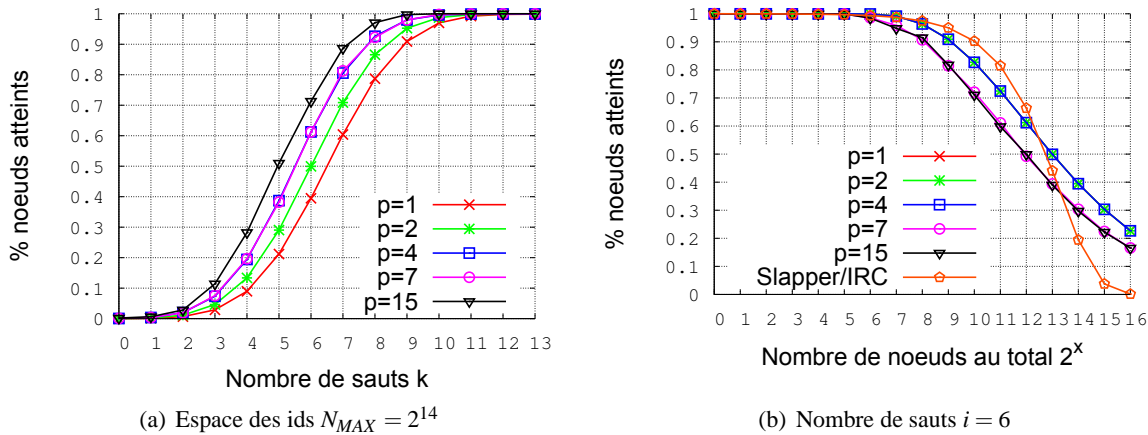 % noeuds atteints
1
0.9
0.8
0.7
0.6
0.5
0.4
0.3
0.2
0.1
0
p=1
p=2
p=4
p=7
p=15
0 1 2 3 4 5 6 7 8 9 10 11 12 13
Nombre de sauts k
(a) Espace des ids N_MAX = 2^14
% noeuds atteints
1
0.9
0.8
0.7
0.6
0.5
0.4
0.3
0.2
0.1
0
p=1
p=2
p=4
p=7
p=15
Slapper/IRC
0 1 2 3 4 5 6 7 8 9 10 11 12 13 14 15 16
Nombre de noeuds au total 2^x
(b) Nombre de sauts i = 6